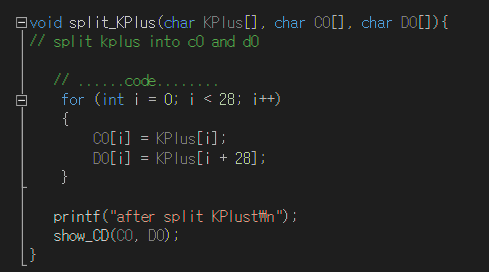 void split_KPlus(char KPlus[], char C0[], char D0[]){
// split kplus into c0 and d0
// ......code........
for (int i = 0; i < 28; i++)
{
C0[i] = KPlus[i];
D0[i] = KPlus[i + 28];
}
printf("after split KPlust₩n");
show_CD(C0, D0);
}